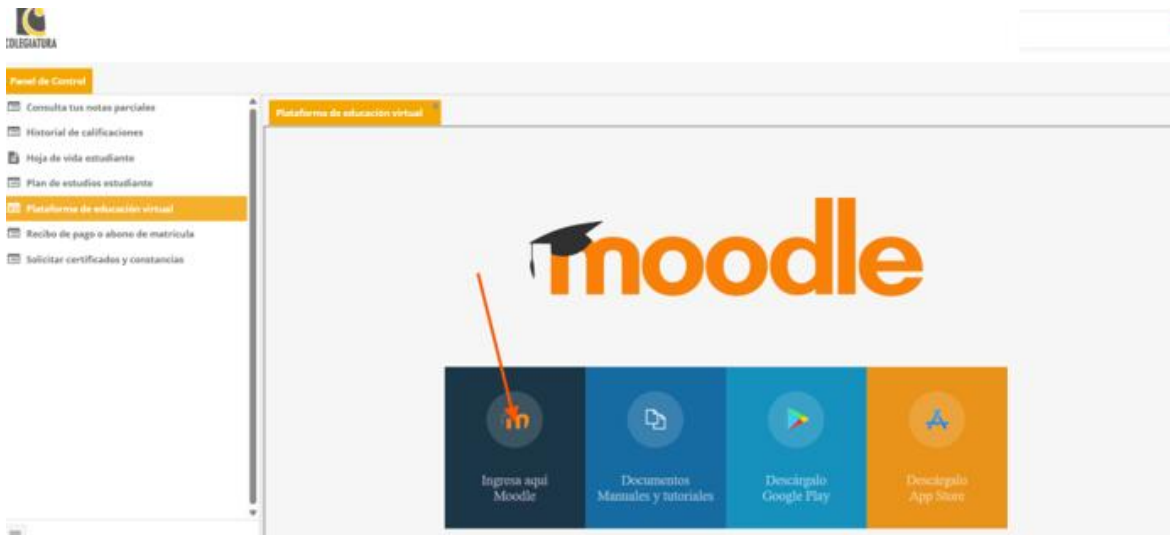 COLEGIATURA
Panel de Control
Consulta tus notas parciales
Historial de calificaciones
Hoja de vida estudiante
Plan de estudios estudiante
Plataforma de educación virtual
Recibo de pago o abono de matrícula
Solicitar certificados y constancias
Plataforma de educación virtual
moodle
Ingresa aquí
Moodle
Documentos
Manuales y tutoriales
Descárgalo
Google Play
Descárgalo
App Store